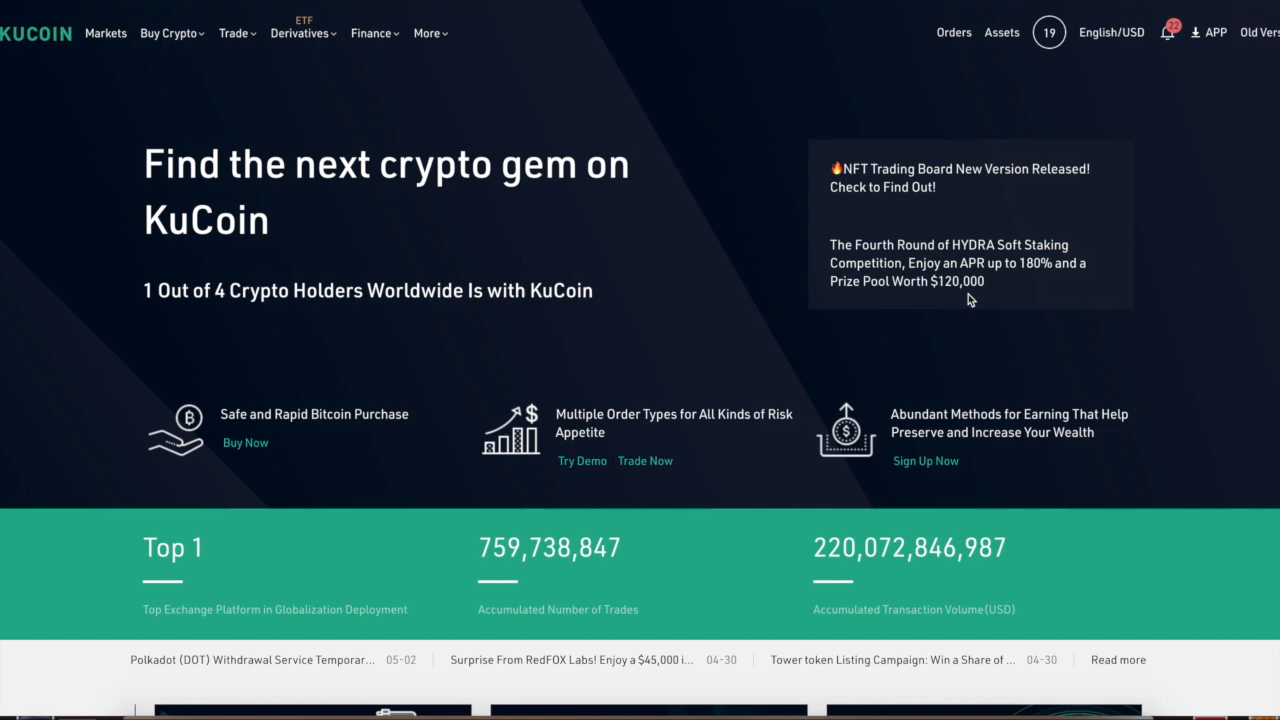 KUCOIN
Markets
Buy Crypto
Trade
ETF
Derivatives
Finance
More
Orders
Assets
19
English/USD
22
APP
Old Vers
Find the next crypto gem on
KuCoin
1 Out of 4 Crypto Holders Worldwide Is with KuCoin
🔥NFT Trading Board New Version Released!
Check to Find Out!
The Fourth Round of HYDRA Soft Staking
Competition, Enjoy an APR up to 180% and a
Prize Pool Worth $120,000
Safe and Rapid Bitcoin Purchase
Buy Now
Multiple Order Types for All Kinds of Risk
Appetite
Try Demo Trade Now
Abundant Methods for Earning That Help
Preserve and Increase Your Wealth
Sign Up Now
Top 1
Top Exchange Platform in Globalization Deployment
759,738,847
Accumulated Number of Trades
220,072,846,987
Accumulated Transaction Volume(USD)
Polkadot (DOT) Withdrawal Service Temporar... 05-02
Surprise From RedFOX Labs! Enjoy a $45,000 i... 04-30
Tower token Listing Campaign: Win a Share of ... 04-30
Read more